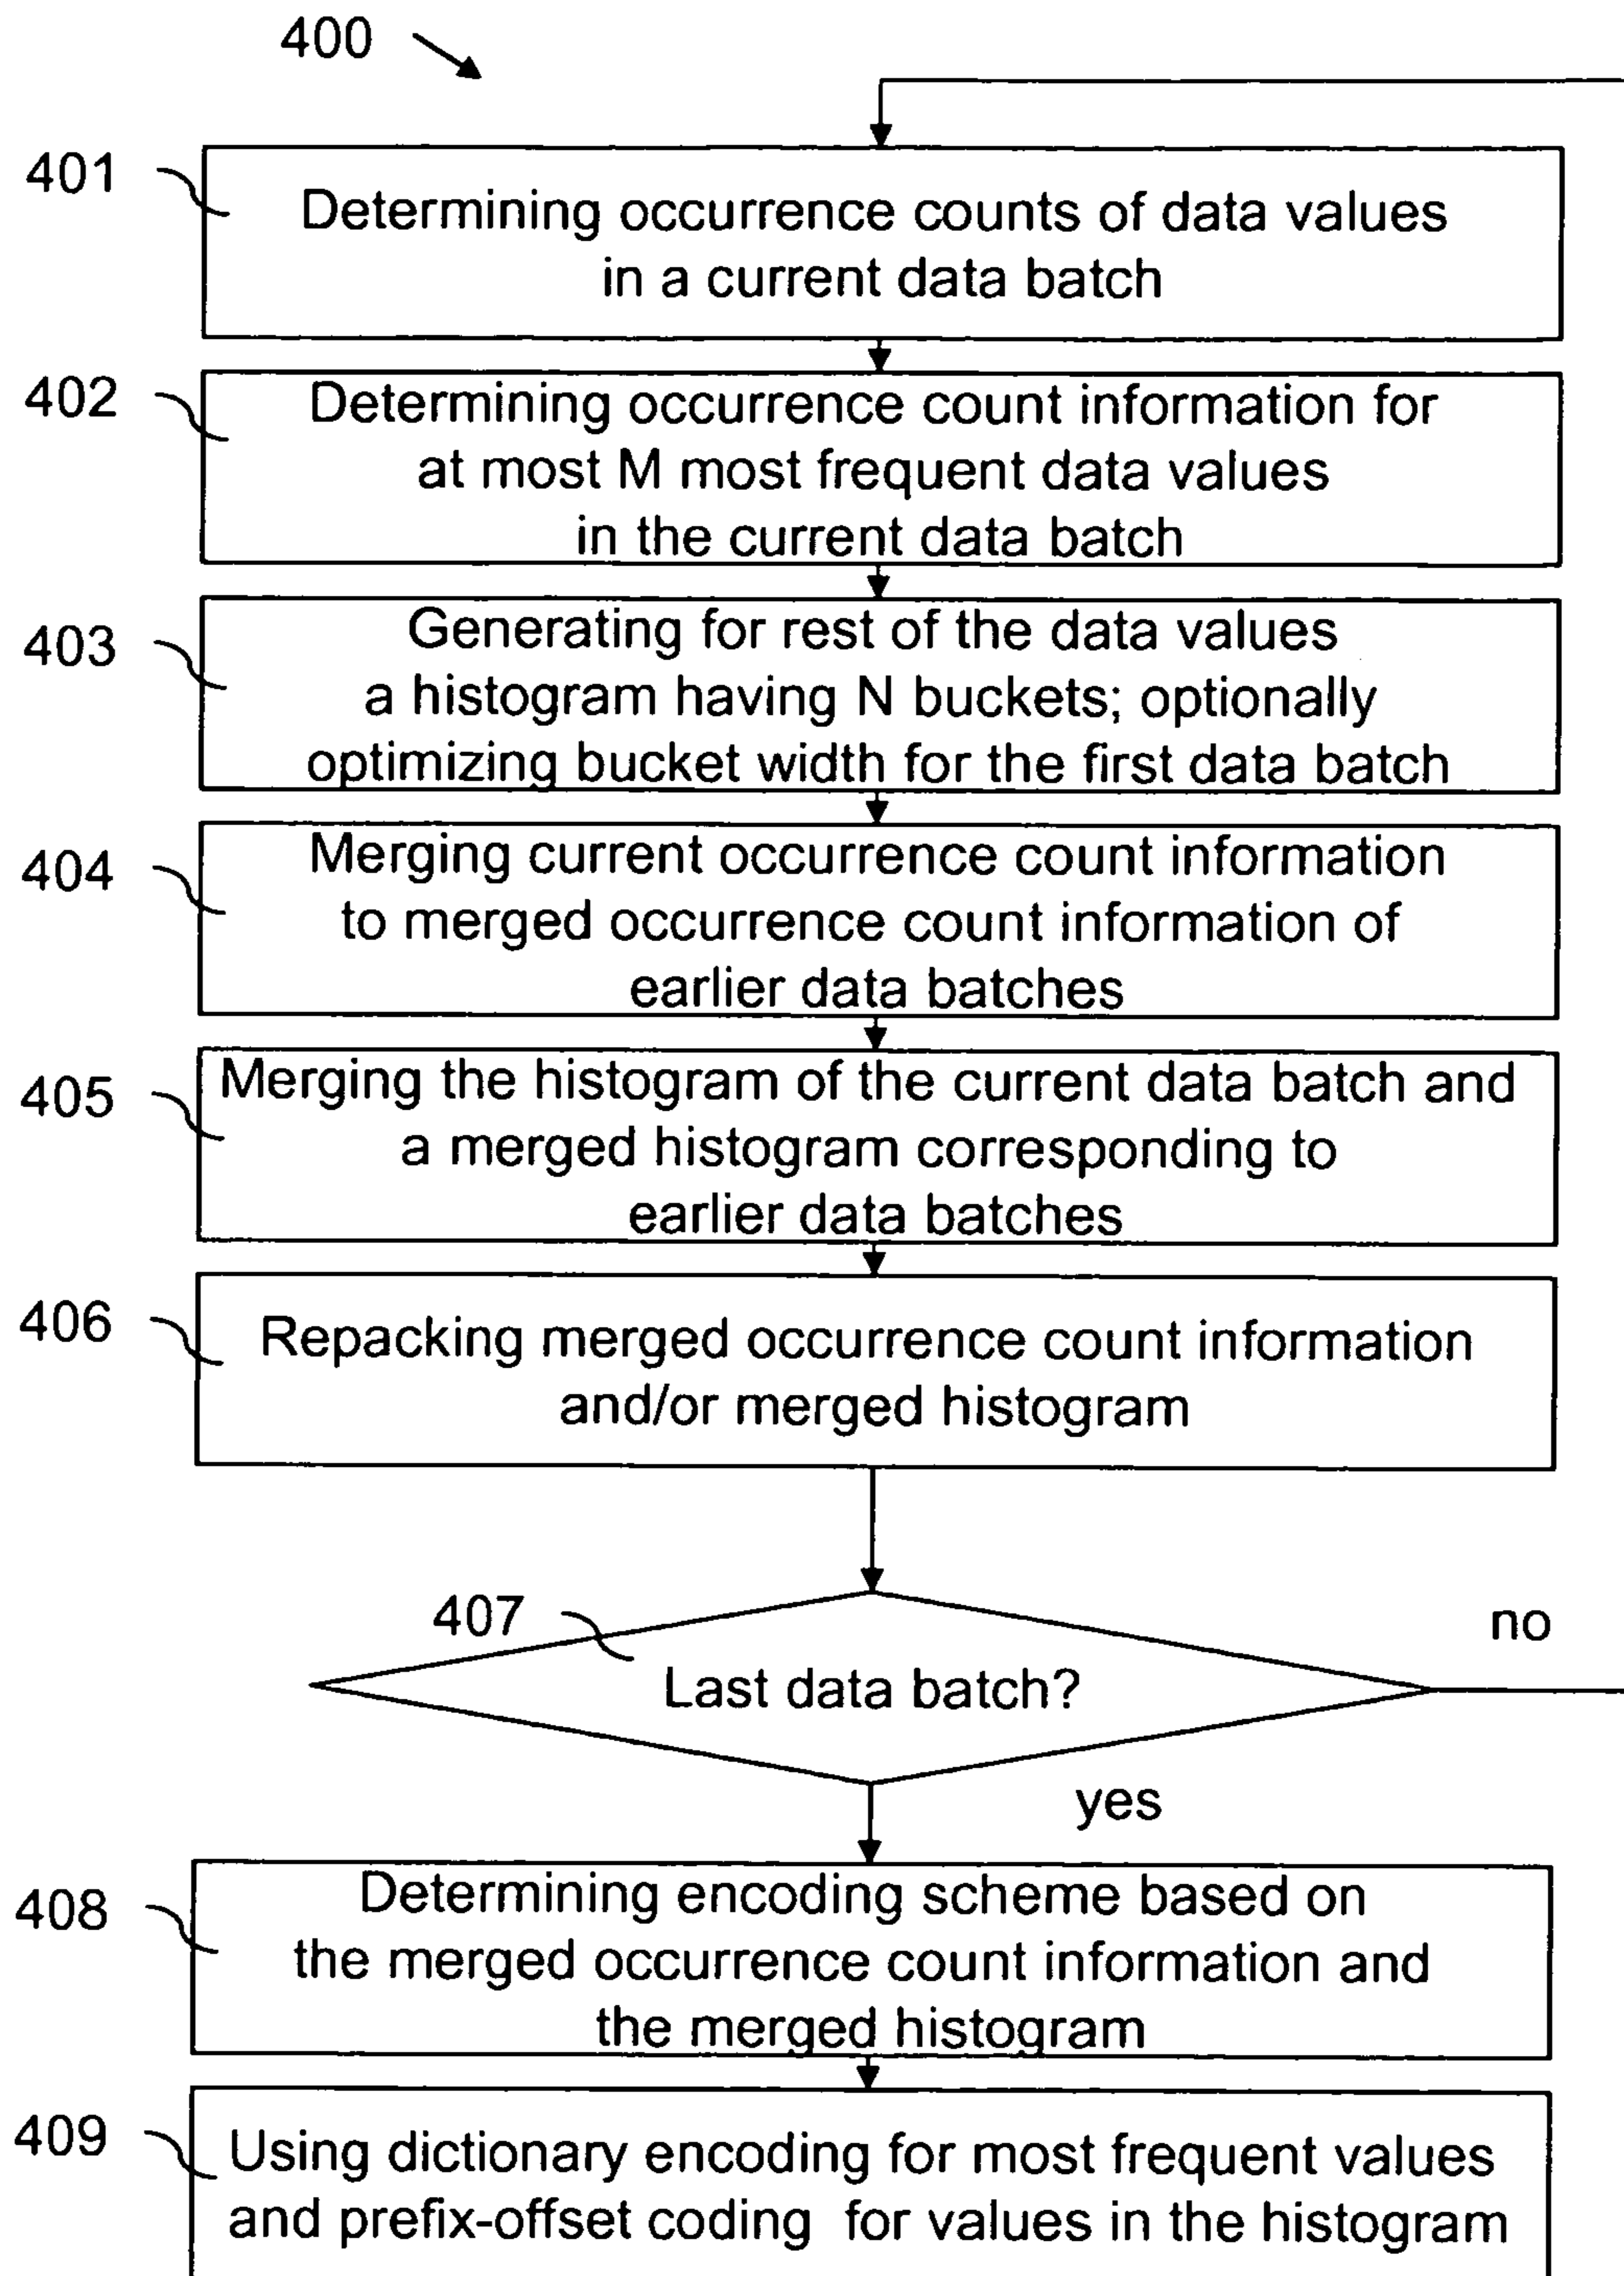 400
401
Determining occurrence counts of data values
in a current data batch
402
Determining occurrence count information for
at most M most frequent data values
in the current data batch
403
Generating for rest of the data values
a histogram having N buckets; optionally
optimizing bucket width for the first data batch
404
Merging current occurrence count information
to merged occurrence count information of
earlier data batches
405
Merging the histogram of the current data batch and
a merged histogram corresponding to
earlier data batches
406
Repacking merged occurrence count information
and/or merged histogram
407
no
Last data batch?
yes
408
Determining encoding scheme based on
the merged occurrence count information and
the merged histogram
409
Using dictionary encoding for most frequent values
and prefix-offset coding for values in the histogram